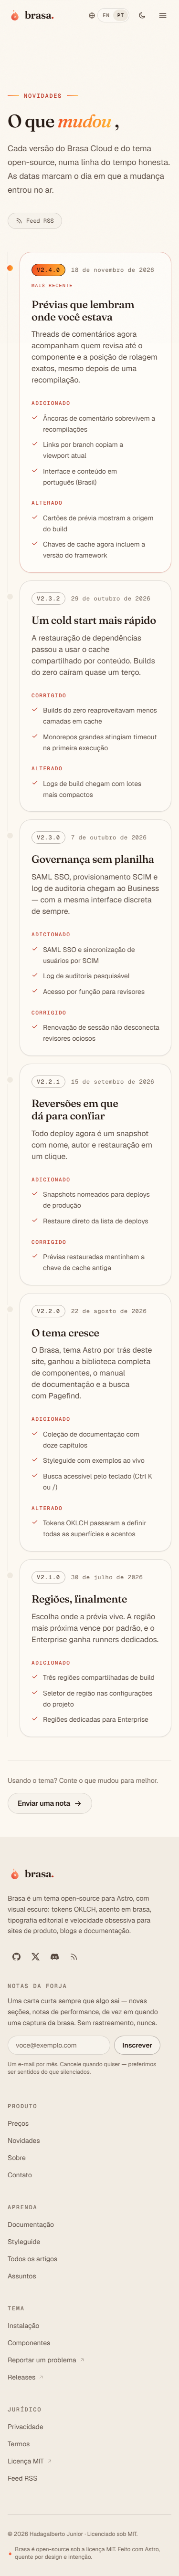 brasa.
EN PT
NOVIDADES
O que mudou ,
Cada versão do Brasa Cloud e do tema
open-source, numa linha do tempo honesta.
As datas marcam o dia em que a mudança
entrou no ar.
Feed RSS
V2.4.0 18 de novembro de 2026
MAIS RECENTE
Prévias que lembram
onde você estava
Threads de comentários agora
acompanham quem revisa até o
componente e a posição de rolagem
exatos, mesmo depois de uma
recompilação.
ADICIONADO
Âncoras de comentário sobrevivem a
recompilações
Links por branch copiam a
viewport atual
Interface e conteúdo em
português (Brasil)
ALTERADO
Cartões de prévia mostram a origem
do build
Chaves de cache agora incluem a
versão do framework
V2.3.2 29 de outubro de 2026
Um cold start mais rápido
A restauração de dependências
passou a usar o cache
compartilhado por conteúdo. Builds
do zero caíram quase um terço.
CORRIGIDO
Builds do zero reaproveitavam menos
camadas em cache
Monorepos grandes atingiam timeout
na primeira execução
ALTERADO
Logs de build chegam com lotes
mais compactos
V2.3.0 7 de outubro de 2026
Governança sem planilha
SAML SSO, provisionamento SCIM e
log de auditoria chegam ao Business
— com a mesma interface discreta
de sempre.
ADICIONADO
SAML SSO e sincronização de
usuários por SCIM
Log de auditoria pesquisável
Acesso por função para revisores
CORRIGIDO
Renovação de sessão não desconecta
revisores ociosos
V2.2.1 15 de setembro de 2026
Reversões em que
dá para confiar
Todo deploy agora é um snapshot
com nome, autor e restauração em
um clique.
ADICIONADO
Snapshots nomeados para deploys
de produção
Restaure direto da lista de deploys
CORRIGIDO
Prévias restauradas mantinham a
chave de cache antiga
V2.2.0 22 de agosto de 2026
O tema cresce
O Brasa, tema Astro por trás deste
site, ganhou a biblioteca completa
de componentes, o manual
de documentação e a busca
com Pagefind.
ADICIONADO
Coleção de documentação com
doze capítulos
Styleguide com exemplos ao vivo
Busca acessível pelo teclado (Ctrl K
ou /)
ALTERADO
Tokens OKLCH passaram a definir
todas as superfícies e acentos
V2.1.0 30 de julho de 2026
Regiões, finalmente
Escolha onde a prévia vive. A região
mais próxima vence por padrão, e o
Enterprise ganha runners dedicados.
ADICIONADO
Três regiões compartilhadas de build
Seletor de região nas configurações
do projeto
Regiões dedicadas para Enterprise
Usando o tema? Conte o que mudou para melhor.
Enviar uma nota →
brasa.
Brasa é um tema open-source para Astro, com
visual escuro: tokens OKLCH, acento em brasa,
tipografia editorial e velocidade obsessiva para
sites de produto, blogs e documentação.
NOTAS DA FORJA
Uma carta curta sempre que algo sai — novas
seções, notas de performance, de vez em quando
uma captura da brasa. Sem rastreamento, nunca.
voce@exemplo.com
Inscrever
Um e-mail por mês. Cancele quando quiser — preferimos
ser sentidos do que silenciados.
PRODUTO
Preços
Novidades
Sobre
Contato
APRENDA
Documentação
Styleguide
Todos os artigos
Assuntos
TEMA
Instalação
Componentes
Reportar um problema ↗
Releases ↗
JURÍDICO
Privacidade
Termos
Licença MIT ↗
Feed RSS
© 2026 Hadagalberto Junior · Licenciado sob MIT.
Brasa é open-source sob a licença MIT. Feito com Astro,
quente por design e intenção.